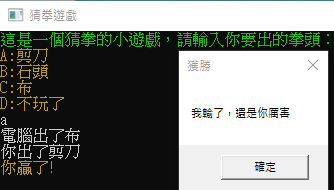 猜拳遊戲
這是一個猜拳的小遊戲，請輸入你要出的拳頭：
A:剪刀
B:石頭
C:布
D:不玩了
a
電腦出了布
你出了剪刀
你贏了!
獲勝
我輸了，還是你厲害
確定